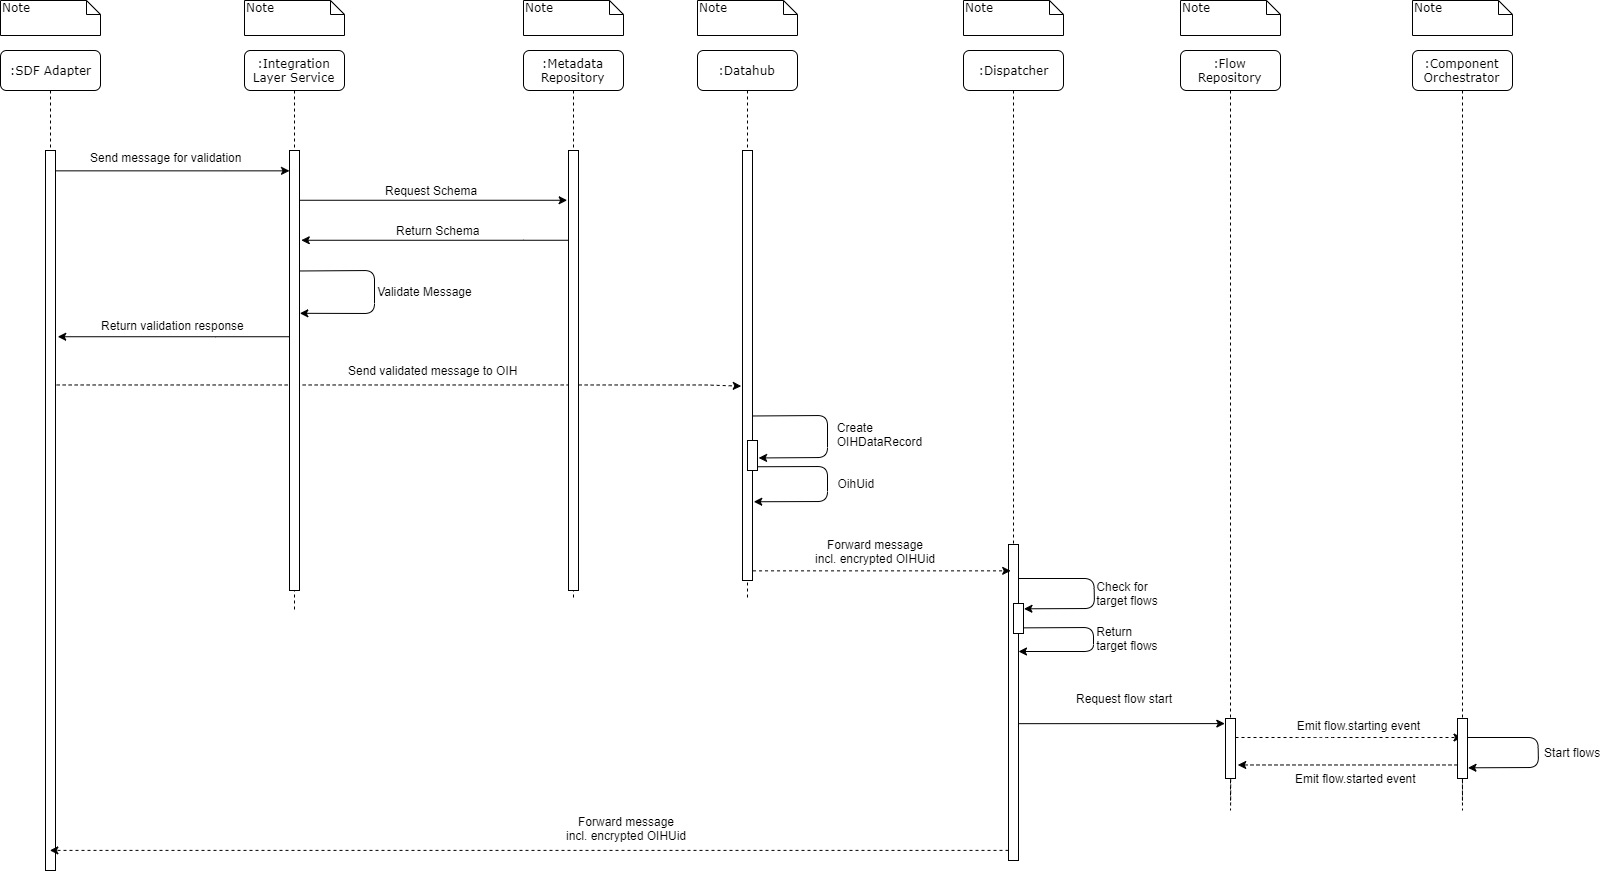 Note
Note
Note
Note
Note
Note
Note
:SDF Adapter
:Integration
Layer Service
:Metadata
Repository
:Datahub
:Dispatcher
:Flow
Repository
:Component
Orchestrator
Send message for validation
Request Schema
Return Schema
Validate Message
Return validation response
Send validated message to OIH
Create
OIHDataRecord
OihUid
Forward message
incl. encrypted OIHUid
Check for
target flows
Return
target flows
Request flow start
Emit flow.starting event
Start flows
Emit flow.started event
Forward message
incl. encrypted OIHUid